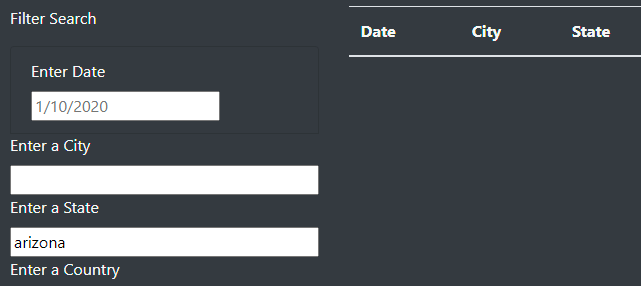 Filter Search
Enter Date
1/10/2020
Enter a City
Enter a State
arizona
Enter a Country
Date City State